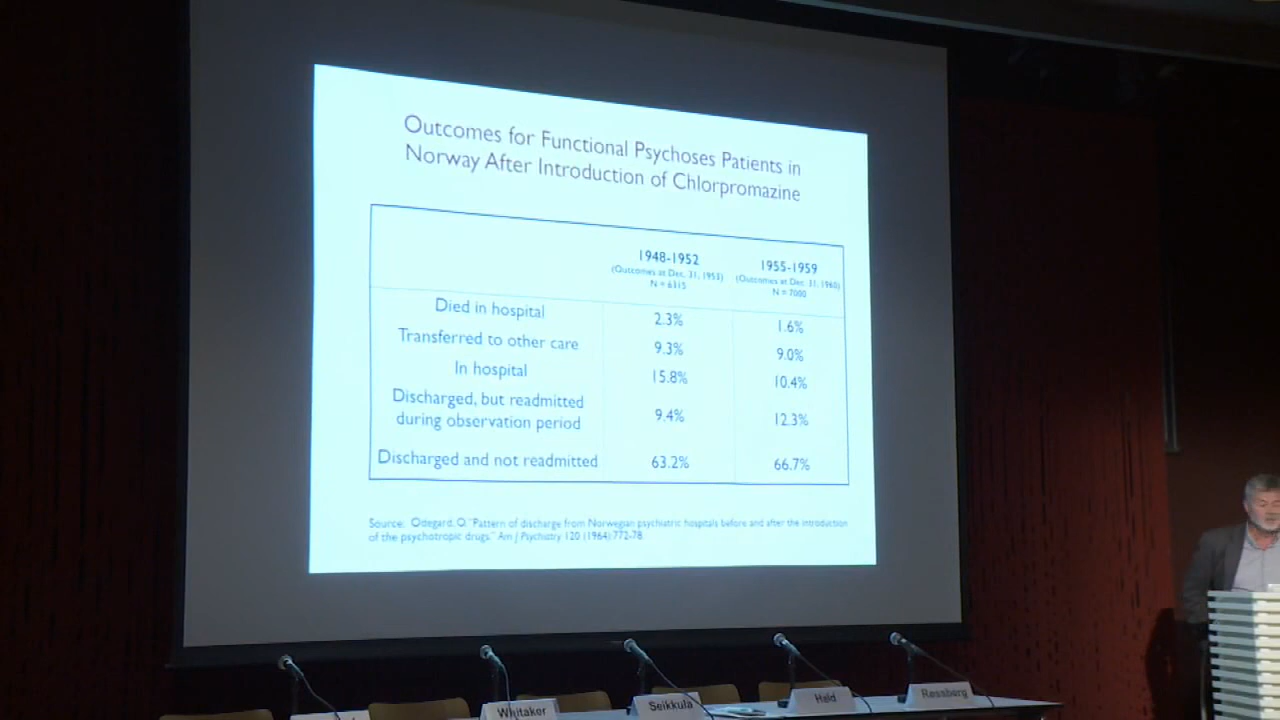 Outcomes for Functional Psychoses Patients in
Norway After Introduction of Chlorpromazine
1948-1952 1955-1959
(Outcomes at Dec. 31, 1953) (Outcomes at Dec. 31, 1960)
N = 6315 N = 7000
Died in hospital 2.3% 1.6%
Transferred to other care 9.3% 9.0%
In hospital 15.8% 10.4%
Discharged, but readmitted
during observation period 9.4% 12.3%
Discharged and not readmitted 63.2% 66.7%
Source: Odegard, O. "Pattern of discharge from Norwegian psychiatric hospitals before and after the introduction
of the psychotropic drugs." Am J Psychiatry 120 (1964):772-78
Whitaker
Seikkula
Hald
Røssberg